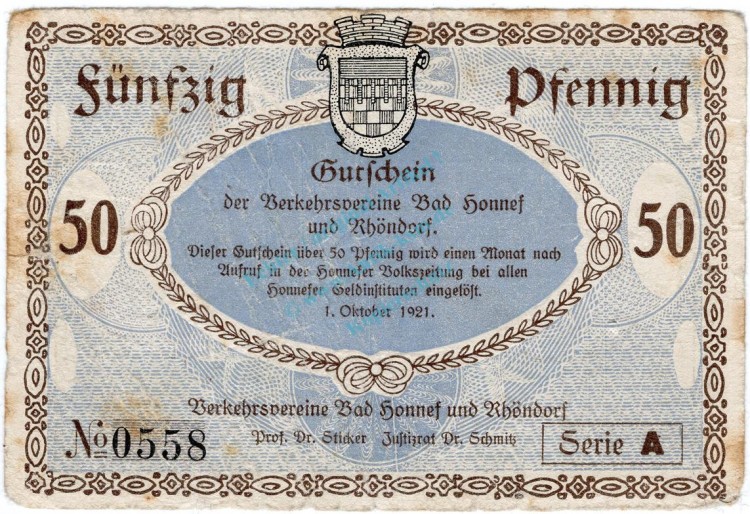 Fünfzig Pfennig
Gutschein
der Verkehrsvereine Bad Honnef
und Rhöndorf.
50 50
Dieser Gutschein über 50 Pfennig wird einen Monat nach
Aufruf in der Honnefer Volkszeitung bei allen
Honnefer Geldinstituten eingelöst.
1. Oktober 1921.
Verkehrsvereine Bad Honnef und Rhöndorf
№ 0558 Prof. Dr. Sticker Justizrat Dr. Schmitz Serie A